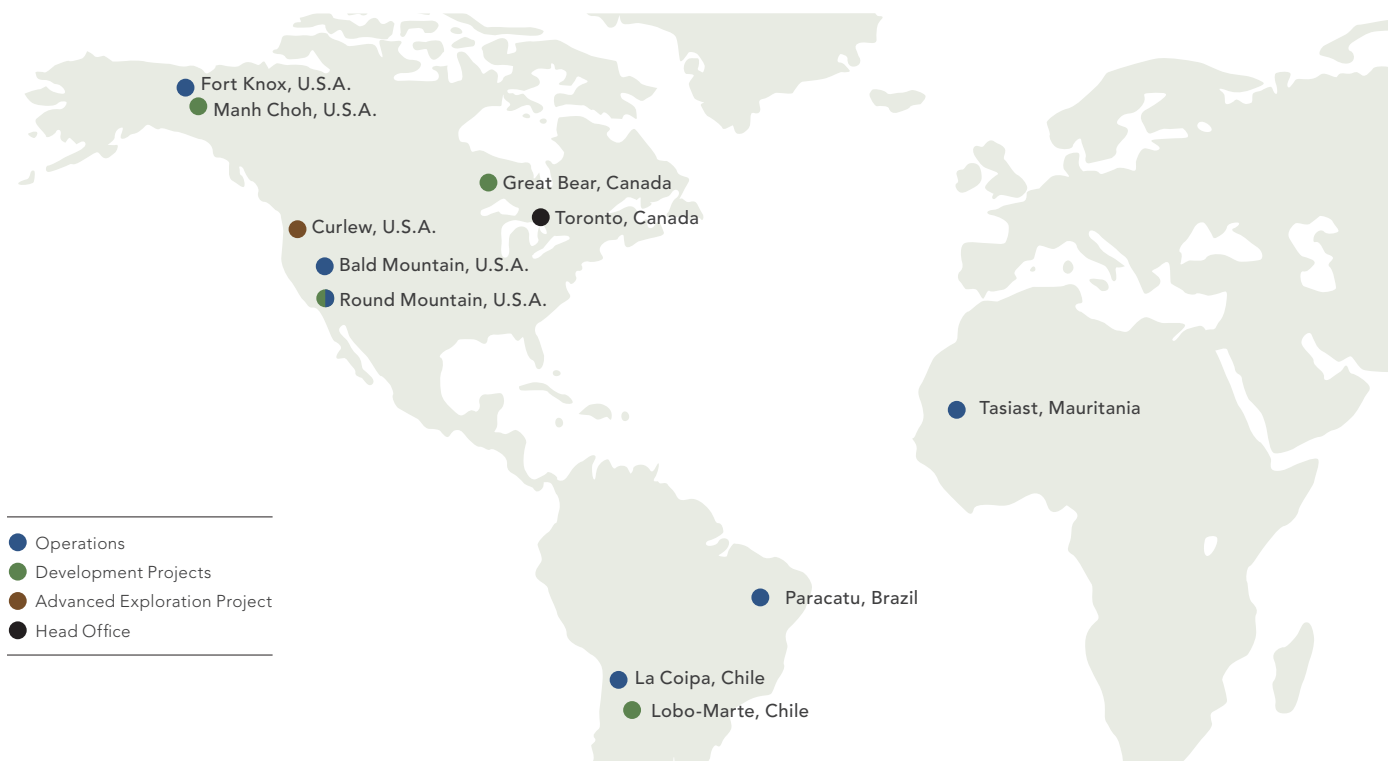 Fort Knox, U.S.A.
Manh Choh, U.S.A.
Great Bear, Canada
Toronto, Canada
Curlew, U.S.A.
Bald Mountain, U.S.A.
Round Mountain, U.S.A.
Tasiast, Mauritania
Operations
Development Projects
Advanced Exploration Project
Head Office
Paracatu, Brazil
La Coipa, Chile
Lobo-Marte, Chile